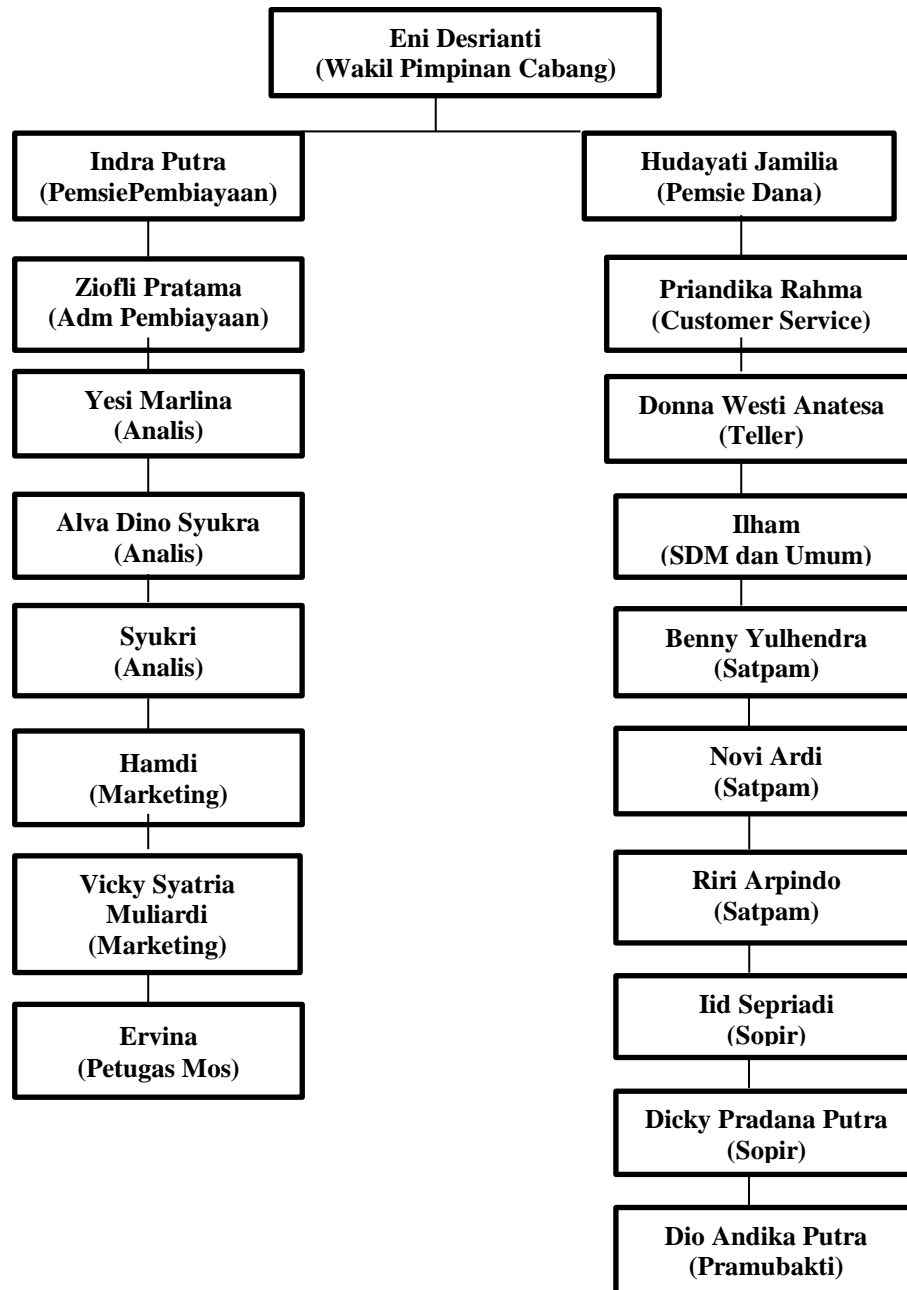 Eni Desrianti
(Wakil Pimpinan Cabang)
Indra Putra
(PemsiePembiayaan)
Ziofli Pratama
(Adm Pembiayaan)
Yesi Marlina
(Analis)
Alva Dino Syukra
(Analis)
Syukri
(Analis)
Hamdi
(Marketing)
Vicky Syatria
Muliardi
(Marketing)
Ervina
(Petugas Mos)
Hudayati Jamilia
(Pemsie Dana)
Priandika Rahma
(Customer Service)
Donna Westi Anatesa
(Teller)
Ilham
(SDM dan Umum)
Benny Yulhendra
(Satpam)
Novi Ardi
(Satpam)
Riri Arpindo
(Satpam)
Iid Sepriadi
(Sopir)
Dicky Pradana Putra
(Sopir)
Dio Andika Putra
(Pramubakti)